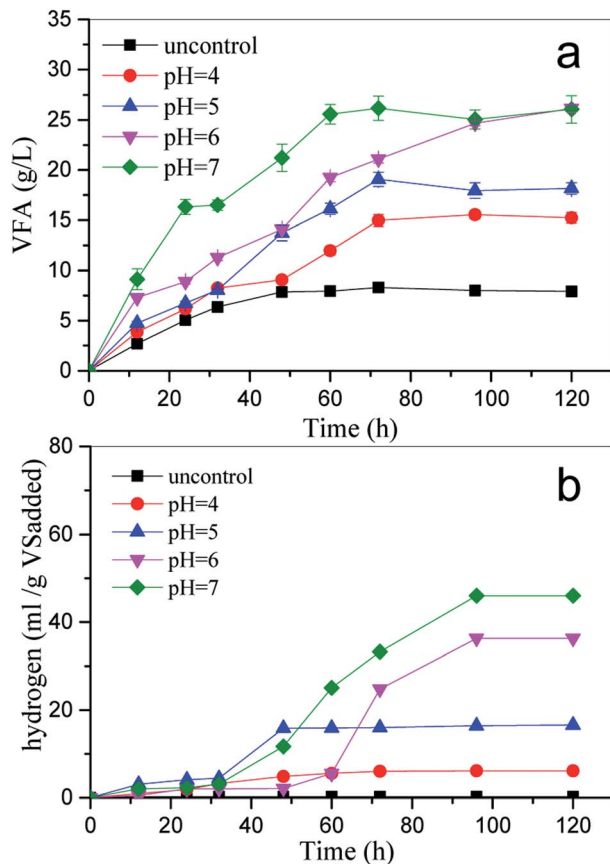 35
30
25
20
15
10
5
0
VFA (g/L)
uncontrol
pH=4
pH=5
pH=6
pH=7
a
0 20 40 60 80 100 120
Time (h)
80
60
40
20
0
hydrogen (ml /g VSadded)
uncontrol
pH=4
pH=5
pH=6
pH=7
b
0 20 40 60 80 100 120
Time (h)